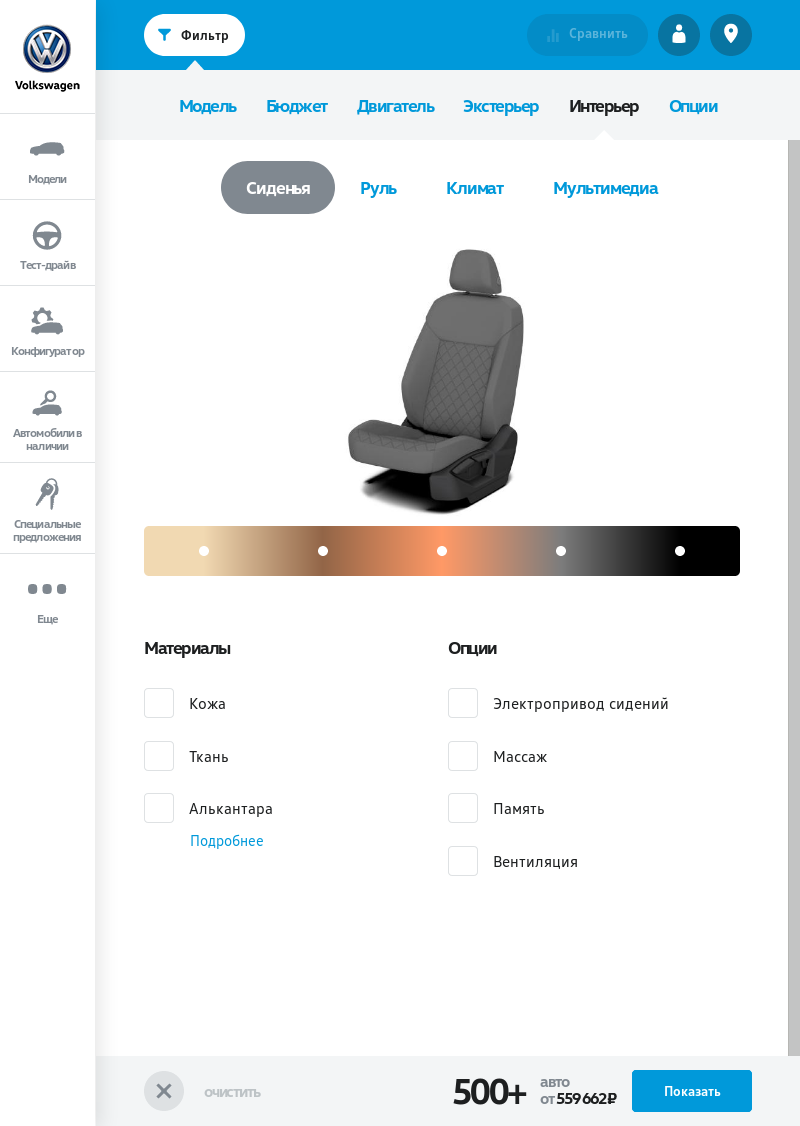 Volkswagen
Модели
Тест-драйв
Конфигуратор
Автомобили в
наличии
Специальные
предложения
Еще
Фильтр
Сравнить
Модель Бюджет Двигатель Экстерьер Интерьер Опции
Сиденья Руль Климат Мультимедиа
Материалы
Кожа
Ткань
Алькантара
Подробнее
Опции
Электропривод сидений
Массаж
Память
Вентиляция
очистить
500+
авто
от 559 662 ₽
Показать